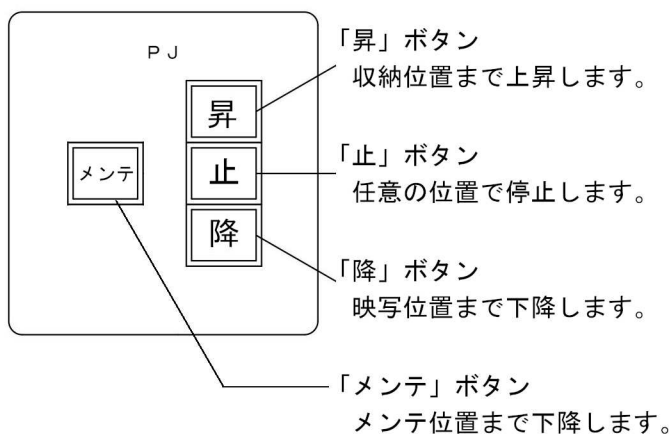 PJ
昇
止
降
メンテ
「昇」ボタン
収納位置まで上昇します。
「止」ボタン
任意の位置で停止します。
「降」ボタン
映写位置まで下降します。
「メンテ」ボタン
メンテ位置まで下降します。